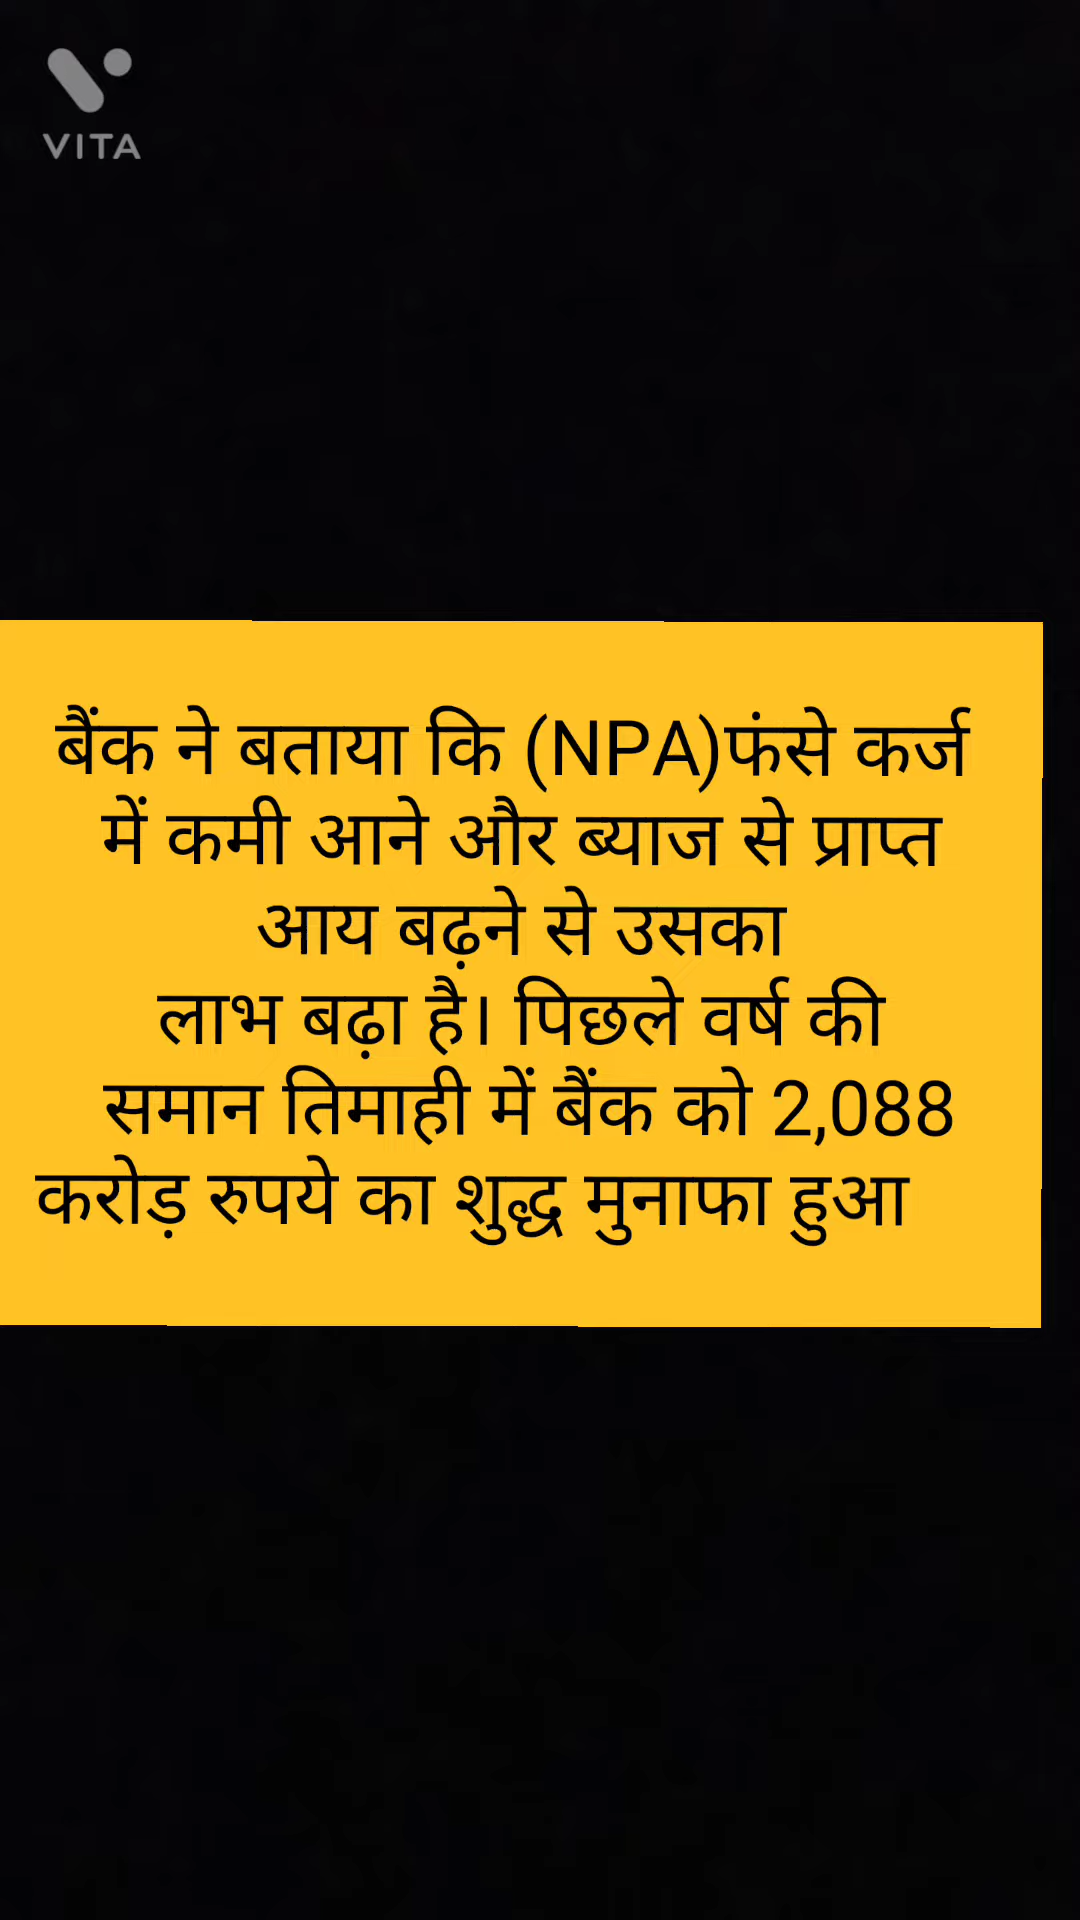 VITA
बैंक ने बताया कि (NPA)फंसे कर्ज
में कमी आने और ब्याज से प्राप्त
आय बढ़ने से उसका
लाभ बढ़ा है। पिछले वर्ष की
समान तिमाही में बैंक को 2,088
करोड़ रुपये का शुद्ध मुनाफा हुआ